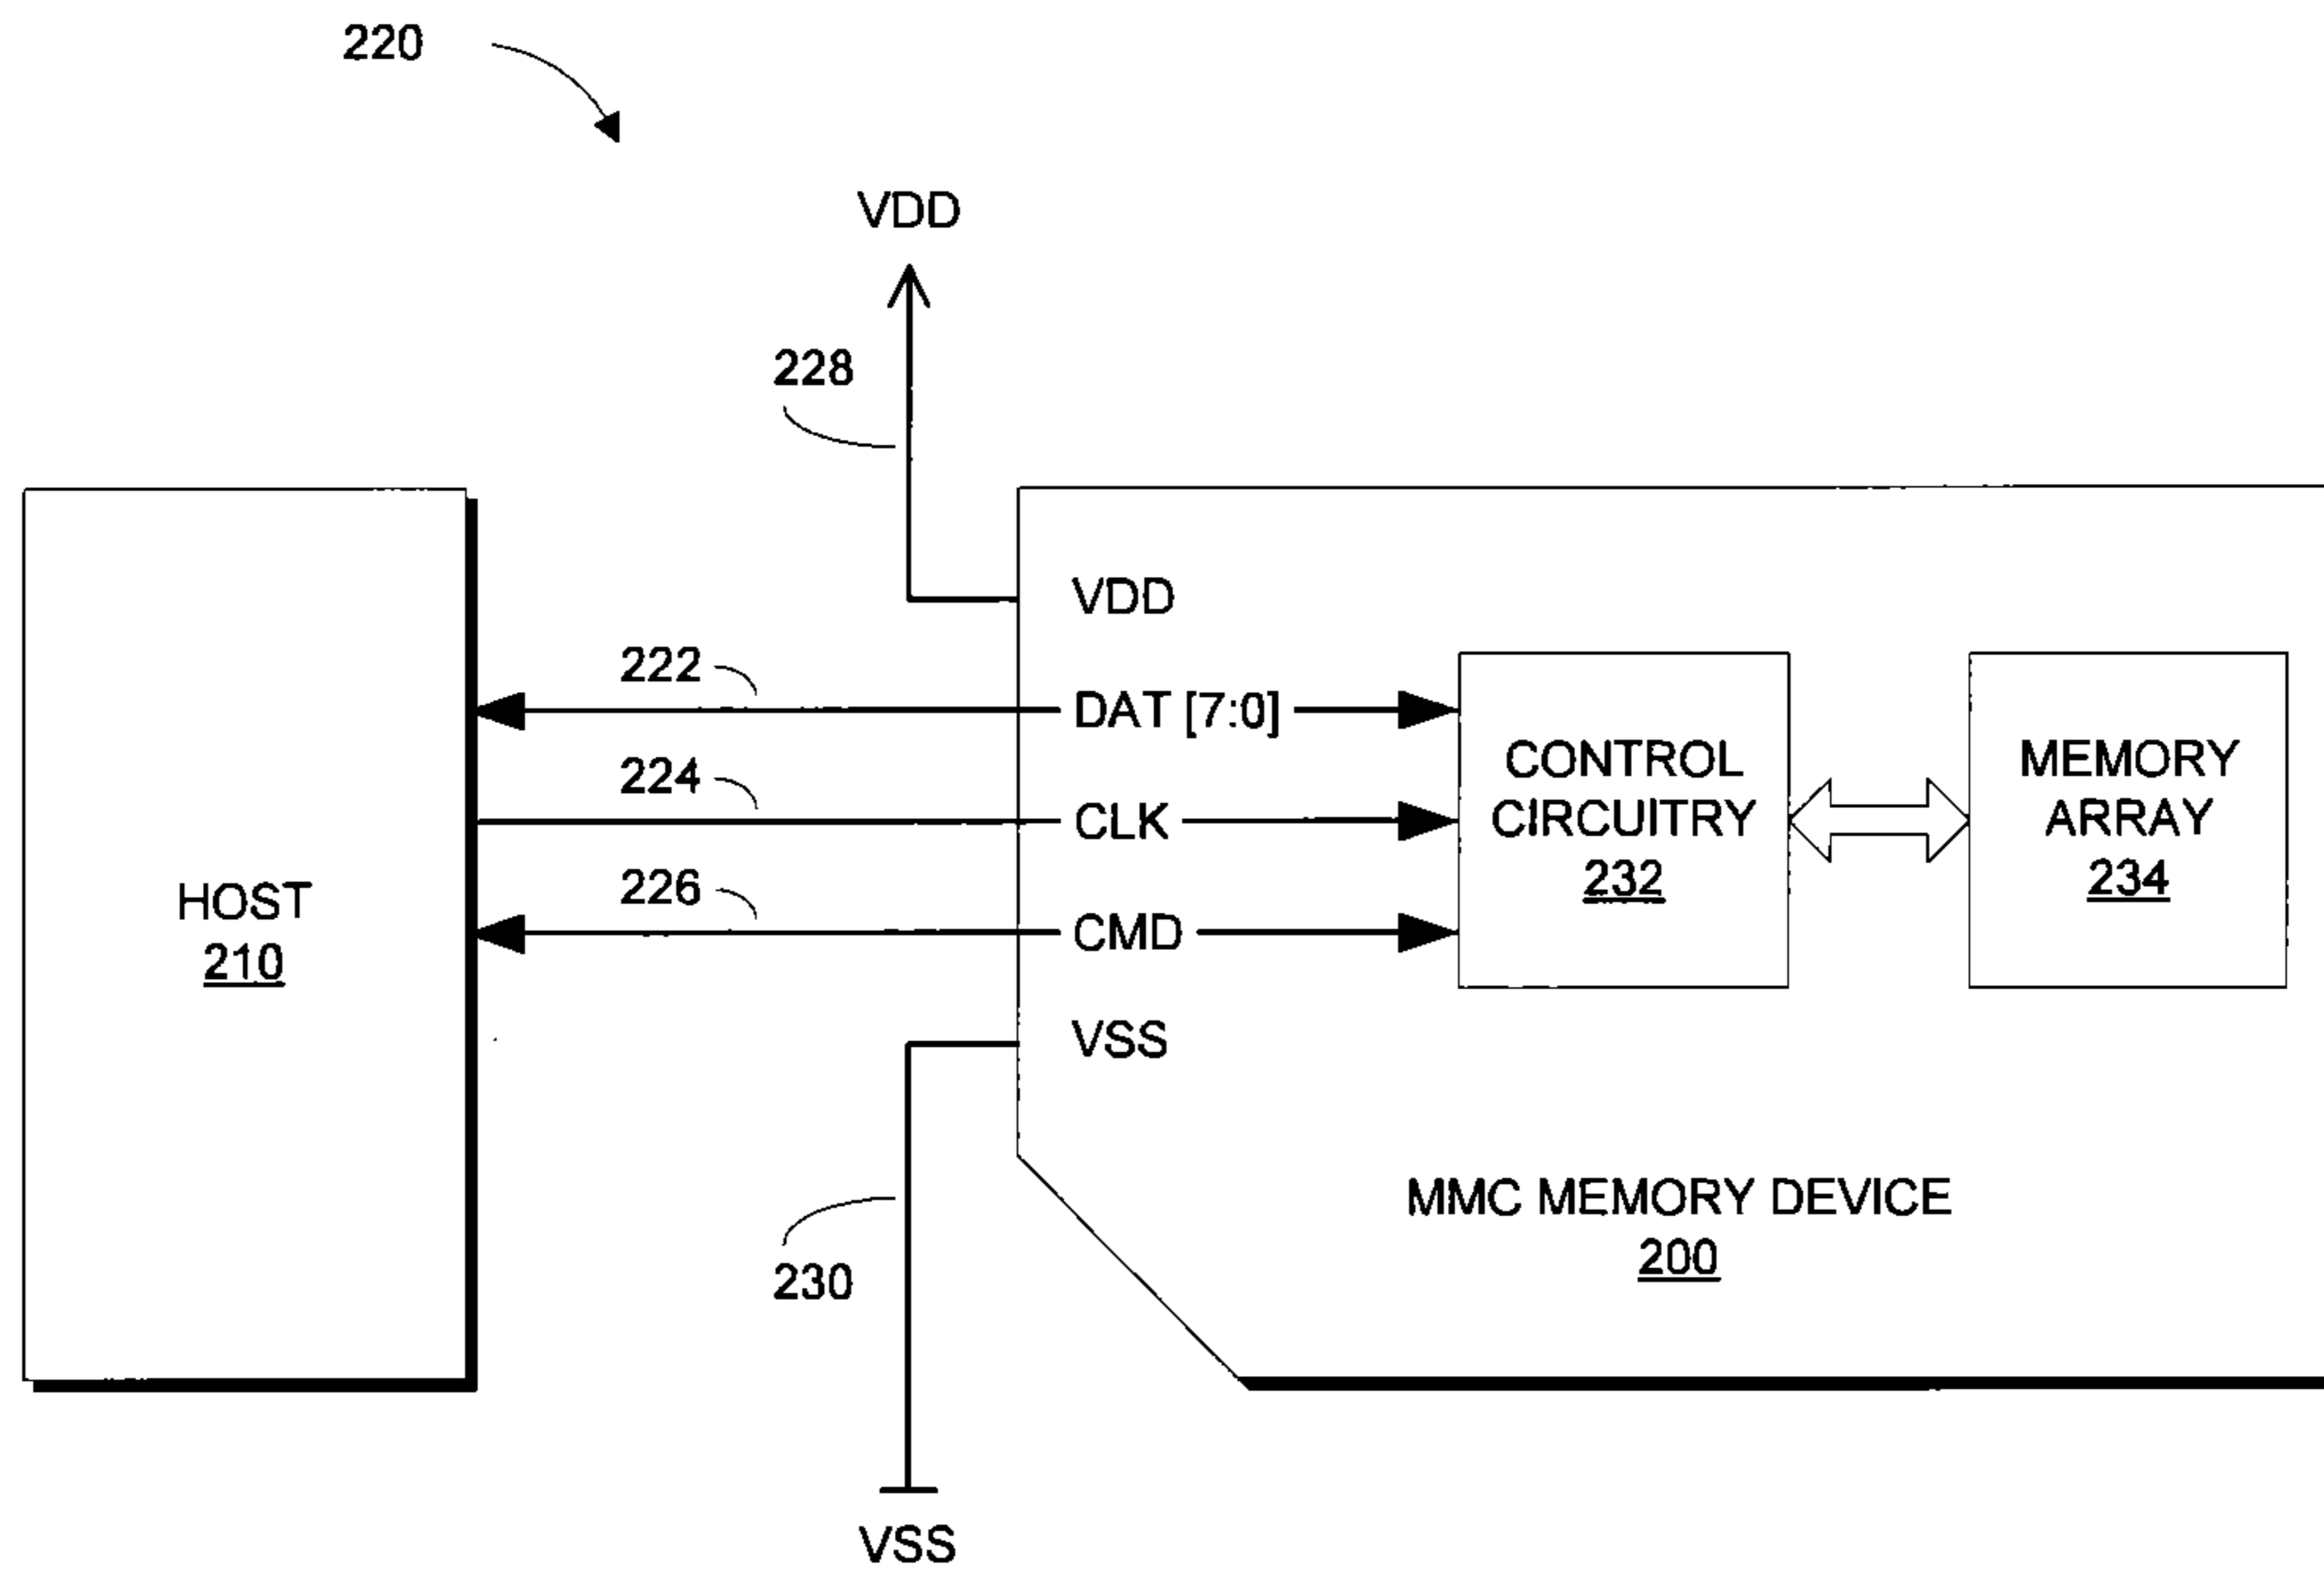 220
VDD
228
VDD
222
DAT [7:0]
224
CLK
226
CMD
VSS
HOST
210
CONTROL
CIRCUITRY
232
MEMORY
ARRAY
234
MMC MEMORY DEVICE
200
230
VSS